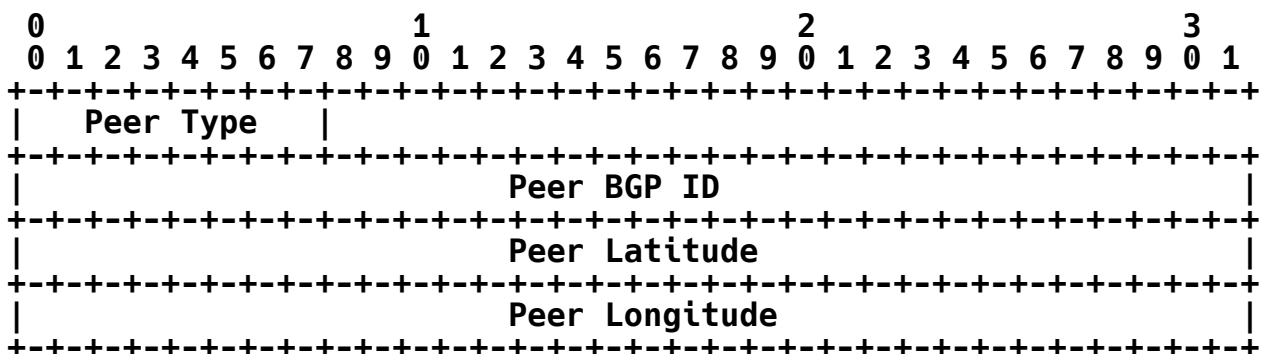 0                   1                   2                   3
 0 1 2 3 4 5 6 7 8 9 0 1 2 3 4 5 6 7 8 9 0 1 2 3 4 5 6 7 8 9 0 1
+-+-+-+-+-+-+-+-+-+-+-+-+-+-+-+-+-+-+-+-+-+-+-+-+-+-+-+-+-+-+-+-+
|   Peer Type   |
+-+-+-+-+-+-+-+-+-+-+-+-+-+-+-+-+-+-+-+-+-+-+-+-+-+-+-+-+-+-+-+-+
|                         Peer BGP ID                           |
+-+-+-+-+-+-+-+-+-+-+-+-+-+-+-+-+-+-+-+-+-+-+-+-+-+-+-+-+-+-+-+-+
|                         Peer Latitude                         |
+-+-+-+-+-+-+-+-+-+-+-+-+-+-+-+-+-+-+-+-+-+-+-+-+-+-+-+-+-+-+-+-+
|                         Peer Longitude                        |
+-+-+-+-+-+-+-+-+-+-+-+-+-+-+-+-+-+-+-+-+-+-+-+-+-+-+-+-+-+-+-+-+